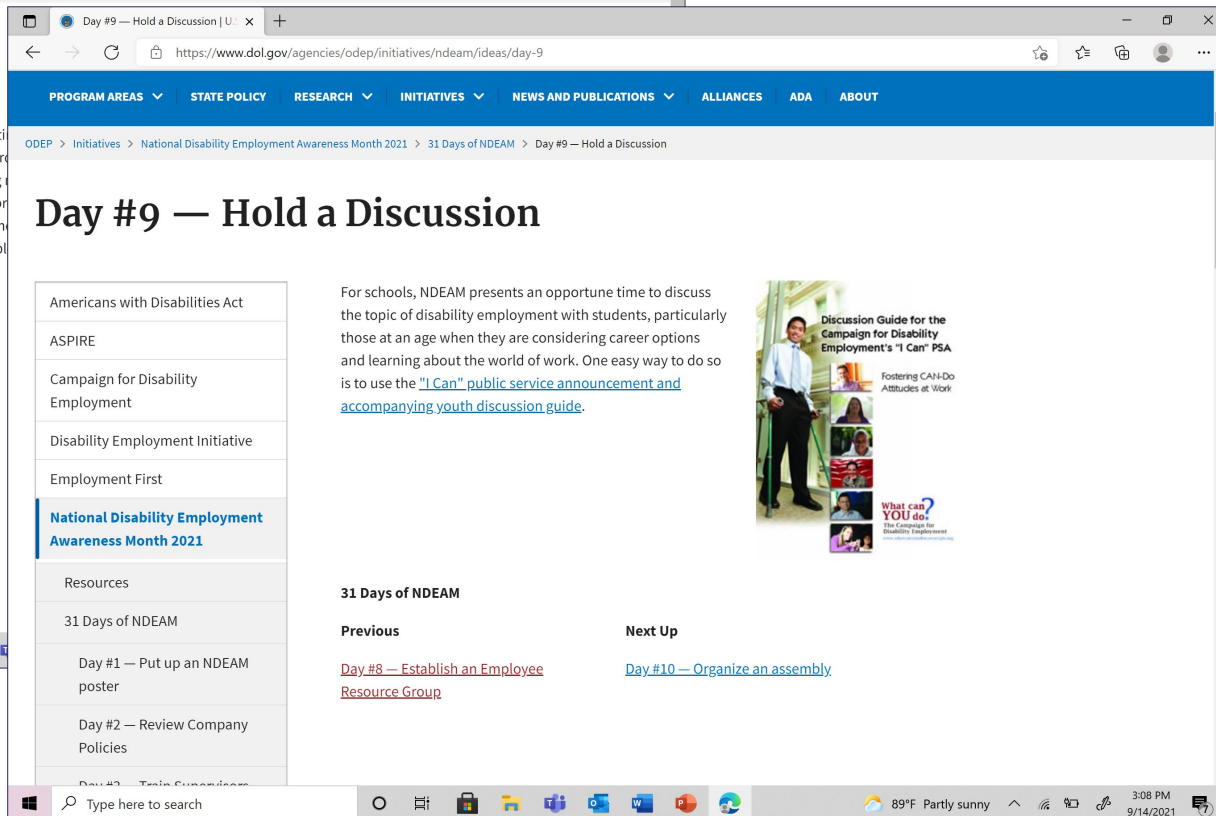 Day #9 — Hold a Discussion | U.
https://www.dol.gov/agencies/odep/initiatives/ndeam/ideas/day-9
PROGRAM AREAS STATE POLICY RESEARCH INITIATIVES NEWS AND PUBLICATIONS ALLIANCES ADA ABOUT
ODEP > Initiatives > National Disability Employment Awareness Month 2021 > 31 Days of NDEAM > Day #9 — Hold a Discussion
Day #9 — Hold a Discussion
Americans with Disabilities Act
ASPIRE
Campaign for Disability
Employment
Disability Employment Initiative
Employment First
National Disability Employment
Awareness Month 2021
Resources
31 Days of NDEAM
Day #1 — Put up an NDEAM
poster
Day #2 — Review Company
Policies
For schools, NDEAM presents an opportune time to discuss
the topic of disability employment with students, particularly
those at an age when they are considering career options
and learning about the world of work. One easy way to do so
is to use the "I Can" public service announcement and
accompanying youth discussion guide.
Discussion Guide for the
Campaign for Disability
Employment's "I Can" PSA
Fostering CAN-Do
Attitudes at Work
What can
YOU do?
The Campaign for
Disability Employment
31 Days of NDEAM
Previous
Day #8 — Establish an Employee
Resource Group
Next Up
Day #10 — Organize an assembly
Type here to search
89°F Partly sunny
3:08 PM
9/14/2021
7